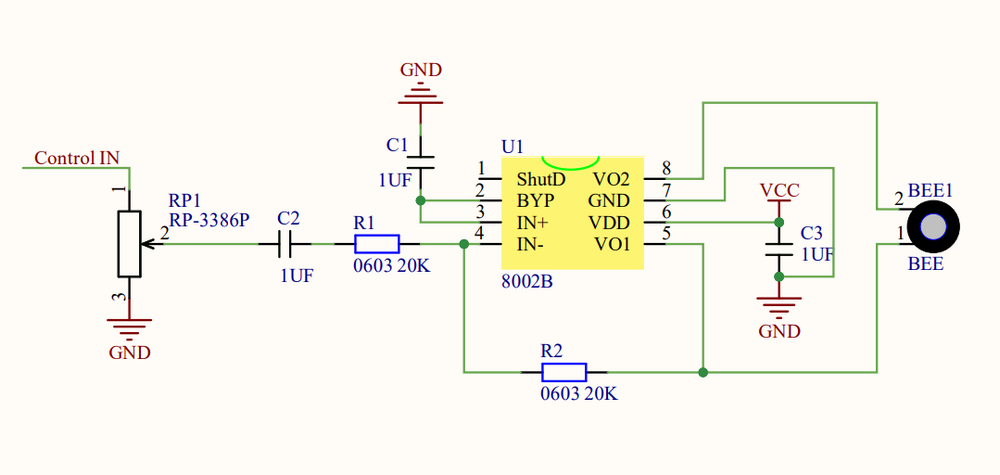 GND
C1
1UF
U1
Control IN
1
RP1
RP-3386P
2
3
GND
C2
1UF
R1
0603 20K
1
2
3
4
ShutD
BYP
IN+
IN-
VO2
GND
VDD
VO1
8
7
6
5
8002B
VCC
C3
1UF
GND
BEE1
2
1
BEE
R2
0603 20K